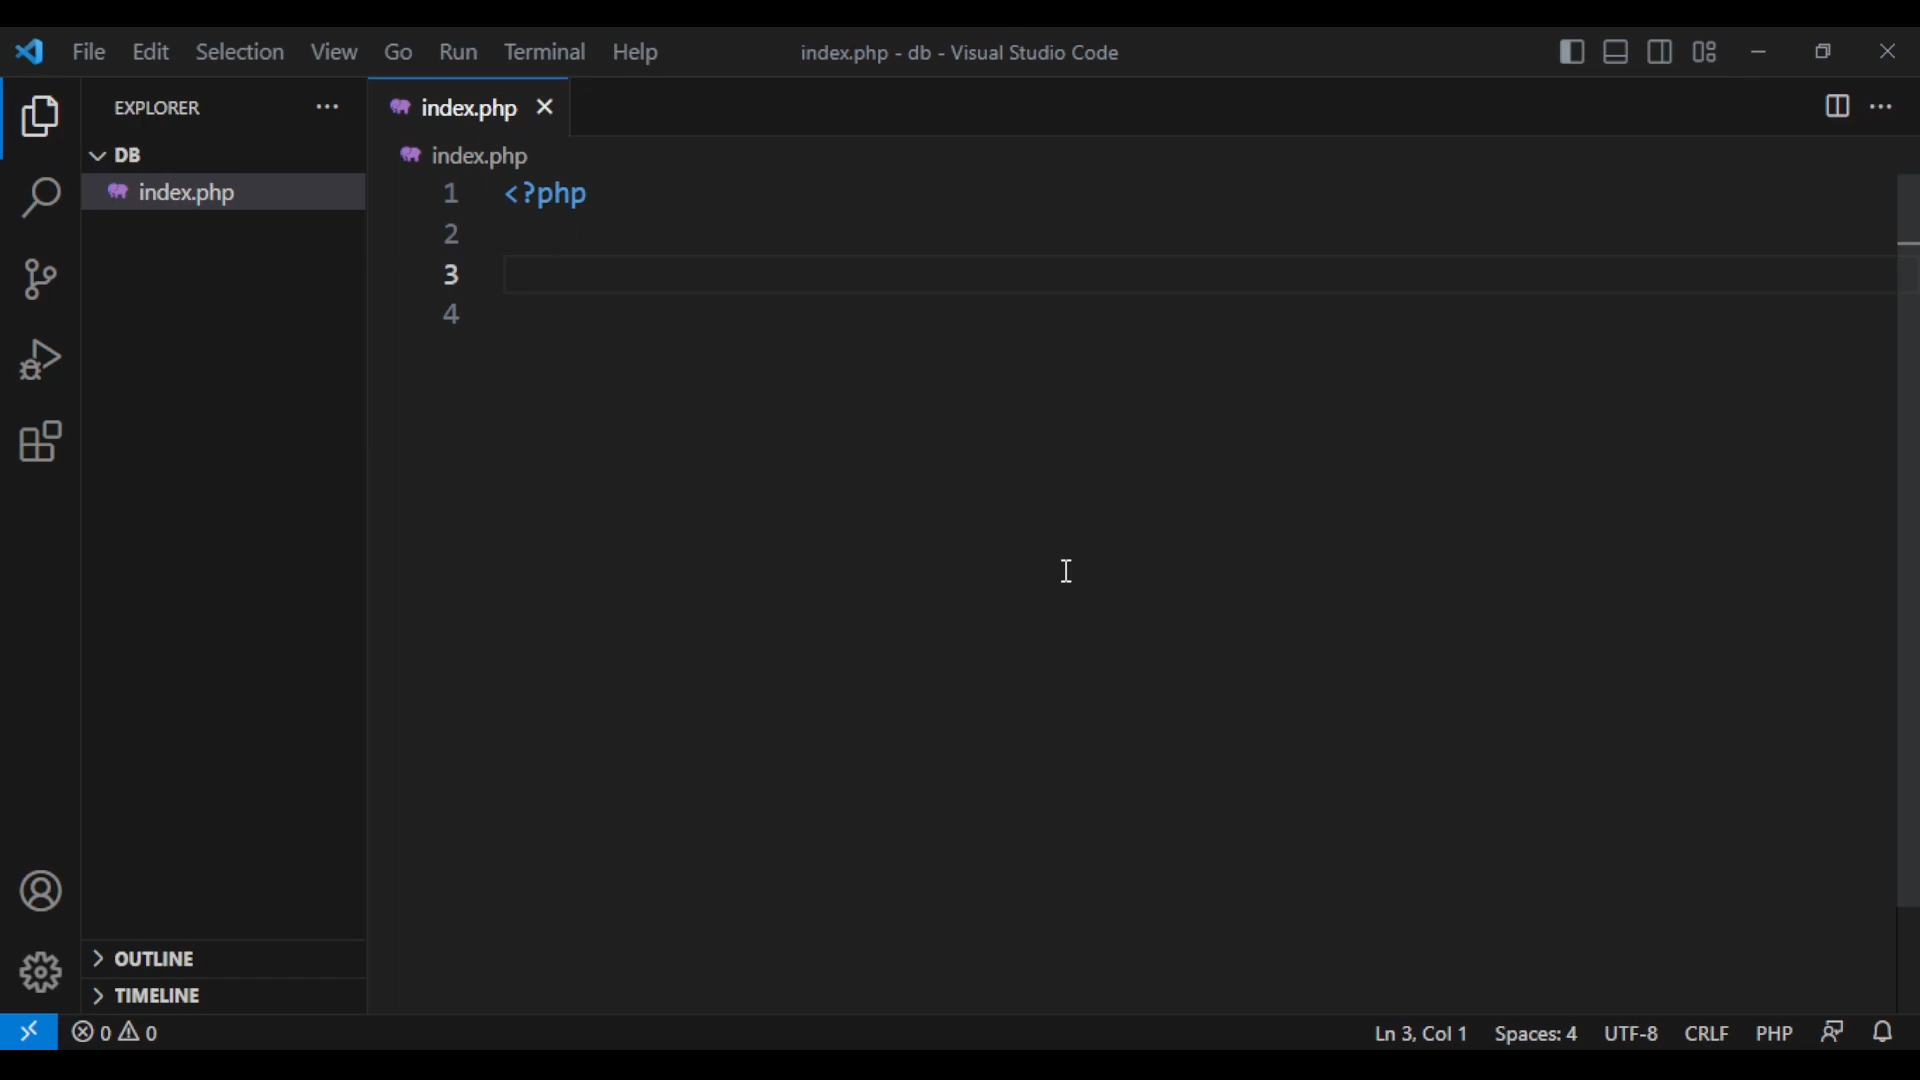 File Edit Selection View Go Run Terminal Help index.php - db - Visual Studio Code
EXPLORER
index.php
DB
index.php
index.php
1 <?php
2
3
4
OUTLINE
TIMELINE
0 0 Ln 3, Col 1 Spaces: 4 UTF-8 CRLF PHP